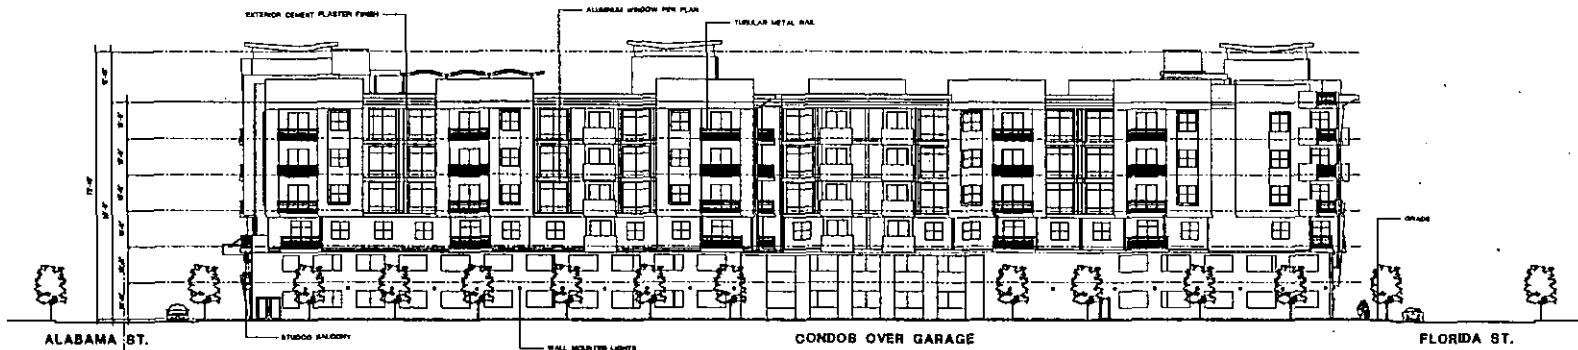 EXTERIOR CEMENT PLASTER FINISH
ALUMINUM WINDOW PER PLAN
TUBULAR METAL RAIL
GRADE
ALABAMA ST.
STUCCO BALCONY
WALL MOUNTED LIGHTS
CONDOS OVER GARAGE
FLORIDA ST.